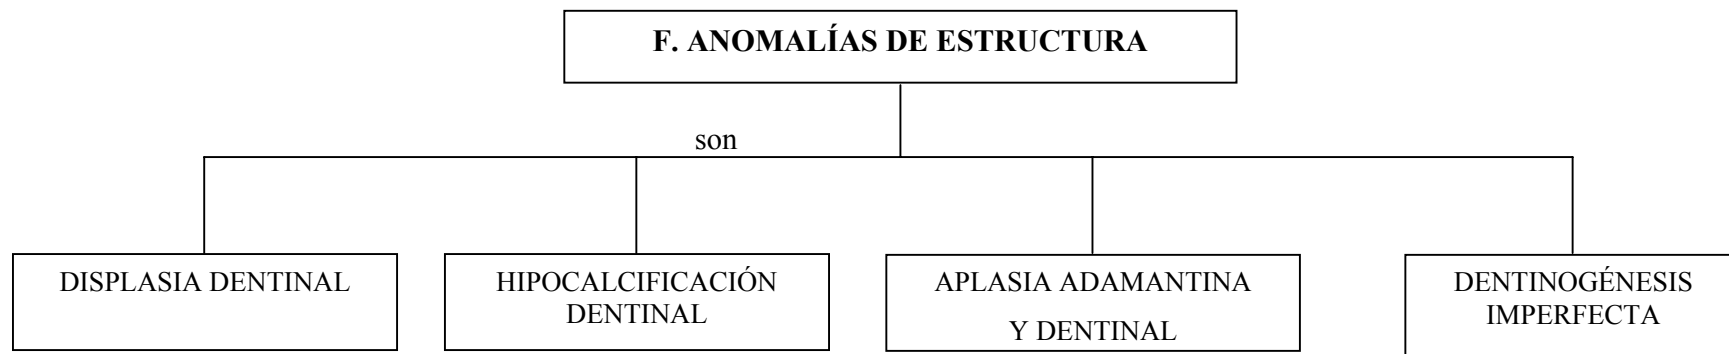 F. ANOMALÍAS DE ESTRUCTURA
son
DISPLASIA DENTINAL
HIPOCALCIFICACIÓN
DENTINAL
APLASIA ADAMANTINA
Y DENTINAL
DENTINOGÉNESIS
IMPERFECTA